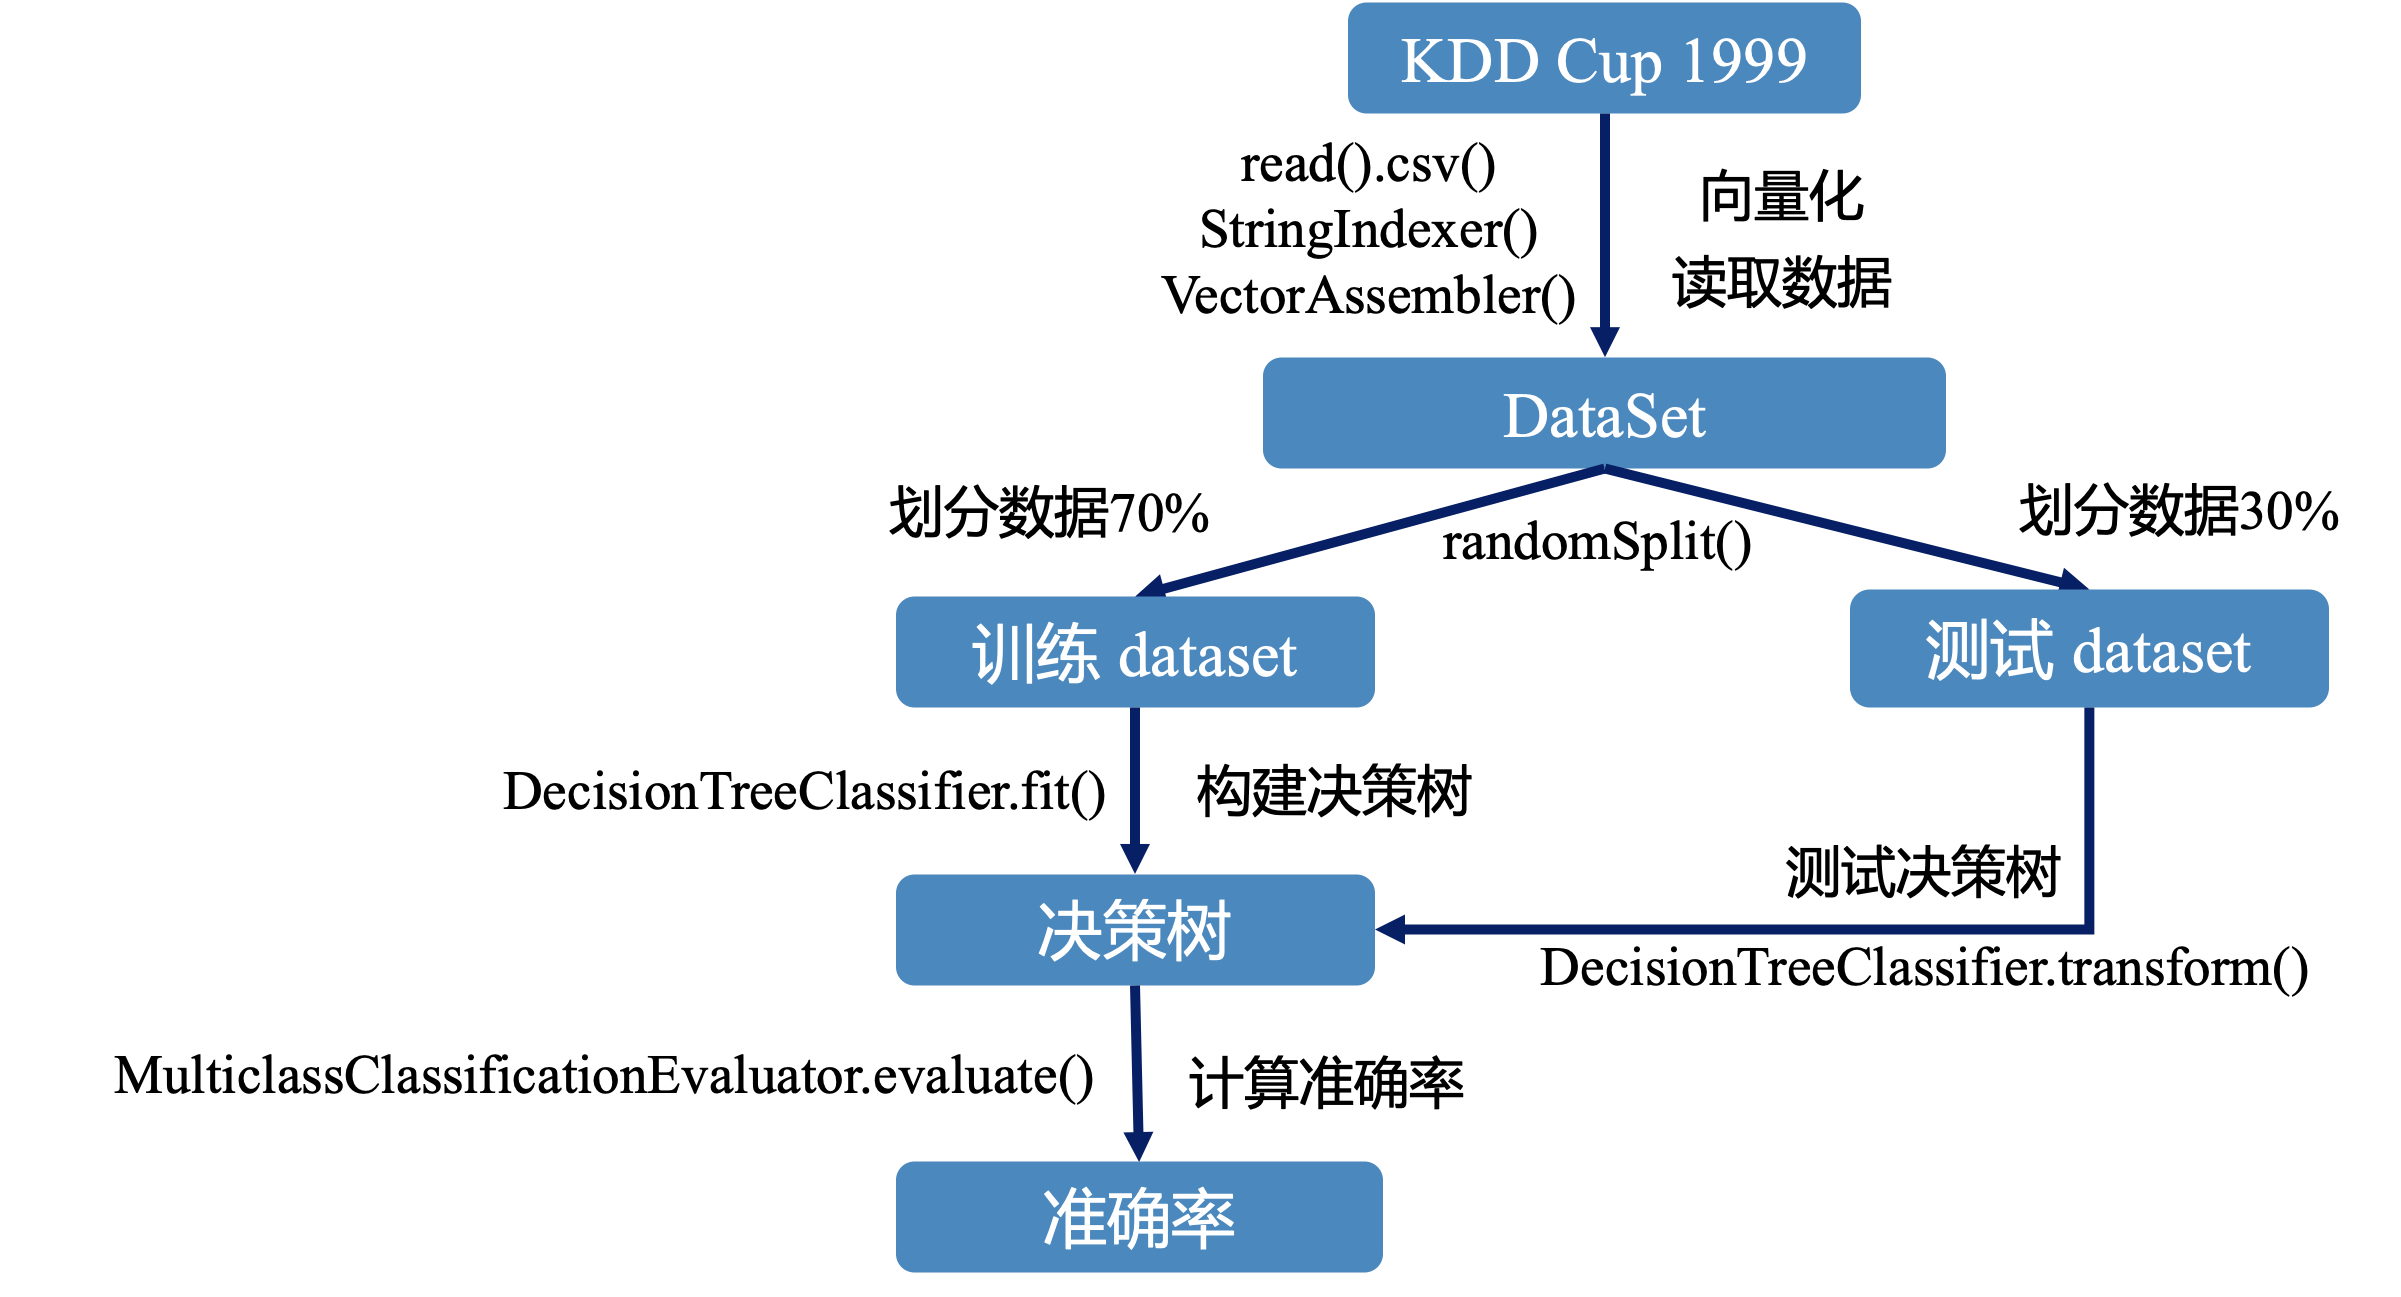 KDD Cup 1999
read().csv()
StringIndexer()
VectorAssembler()
向量化
读取数据
DataSet
划分数据70%
randomSplit()
划分数据30%
训练 dataset
测试 dataset
DecisionTreeClassifier.fit()
构建决策树
测试决策树
决策树
DecisionTreeClassifier.transform()
MulticlassClassificationEvaluator.evaluate()
计算准确率
准确率